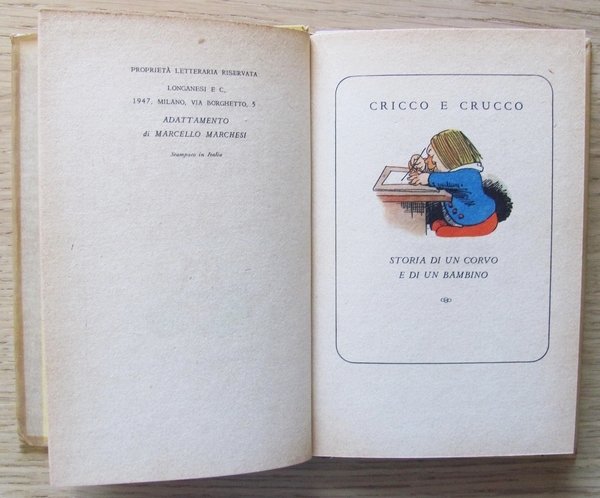 PROPRIETÀ LETTERARIA RISERVATA
LONGANESI E C.
1947, MILANO, VIA BORGHETTO, 5
ADATTAMENTO
di MARCELLO MARCHESI
Stampato in Italia
CRICCO E CRUCCO
STORIA DI UN CORVO
E DI UN BAMBINO